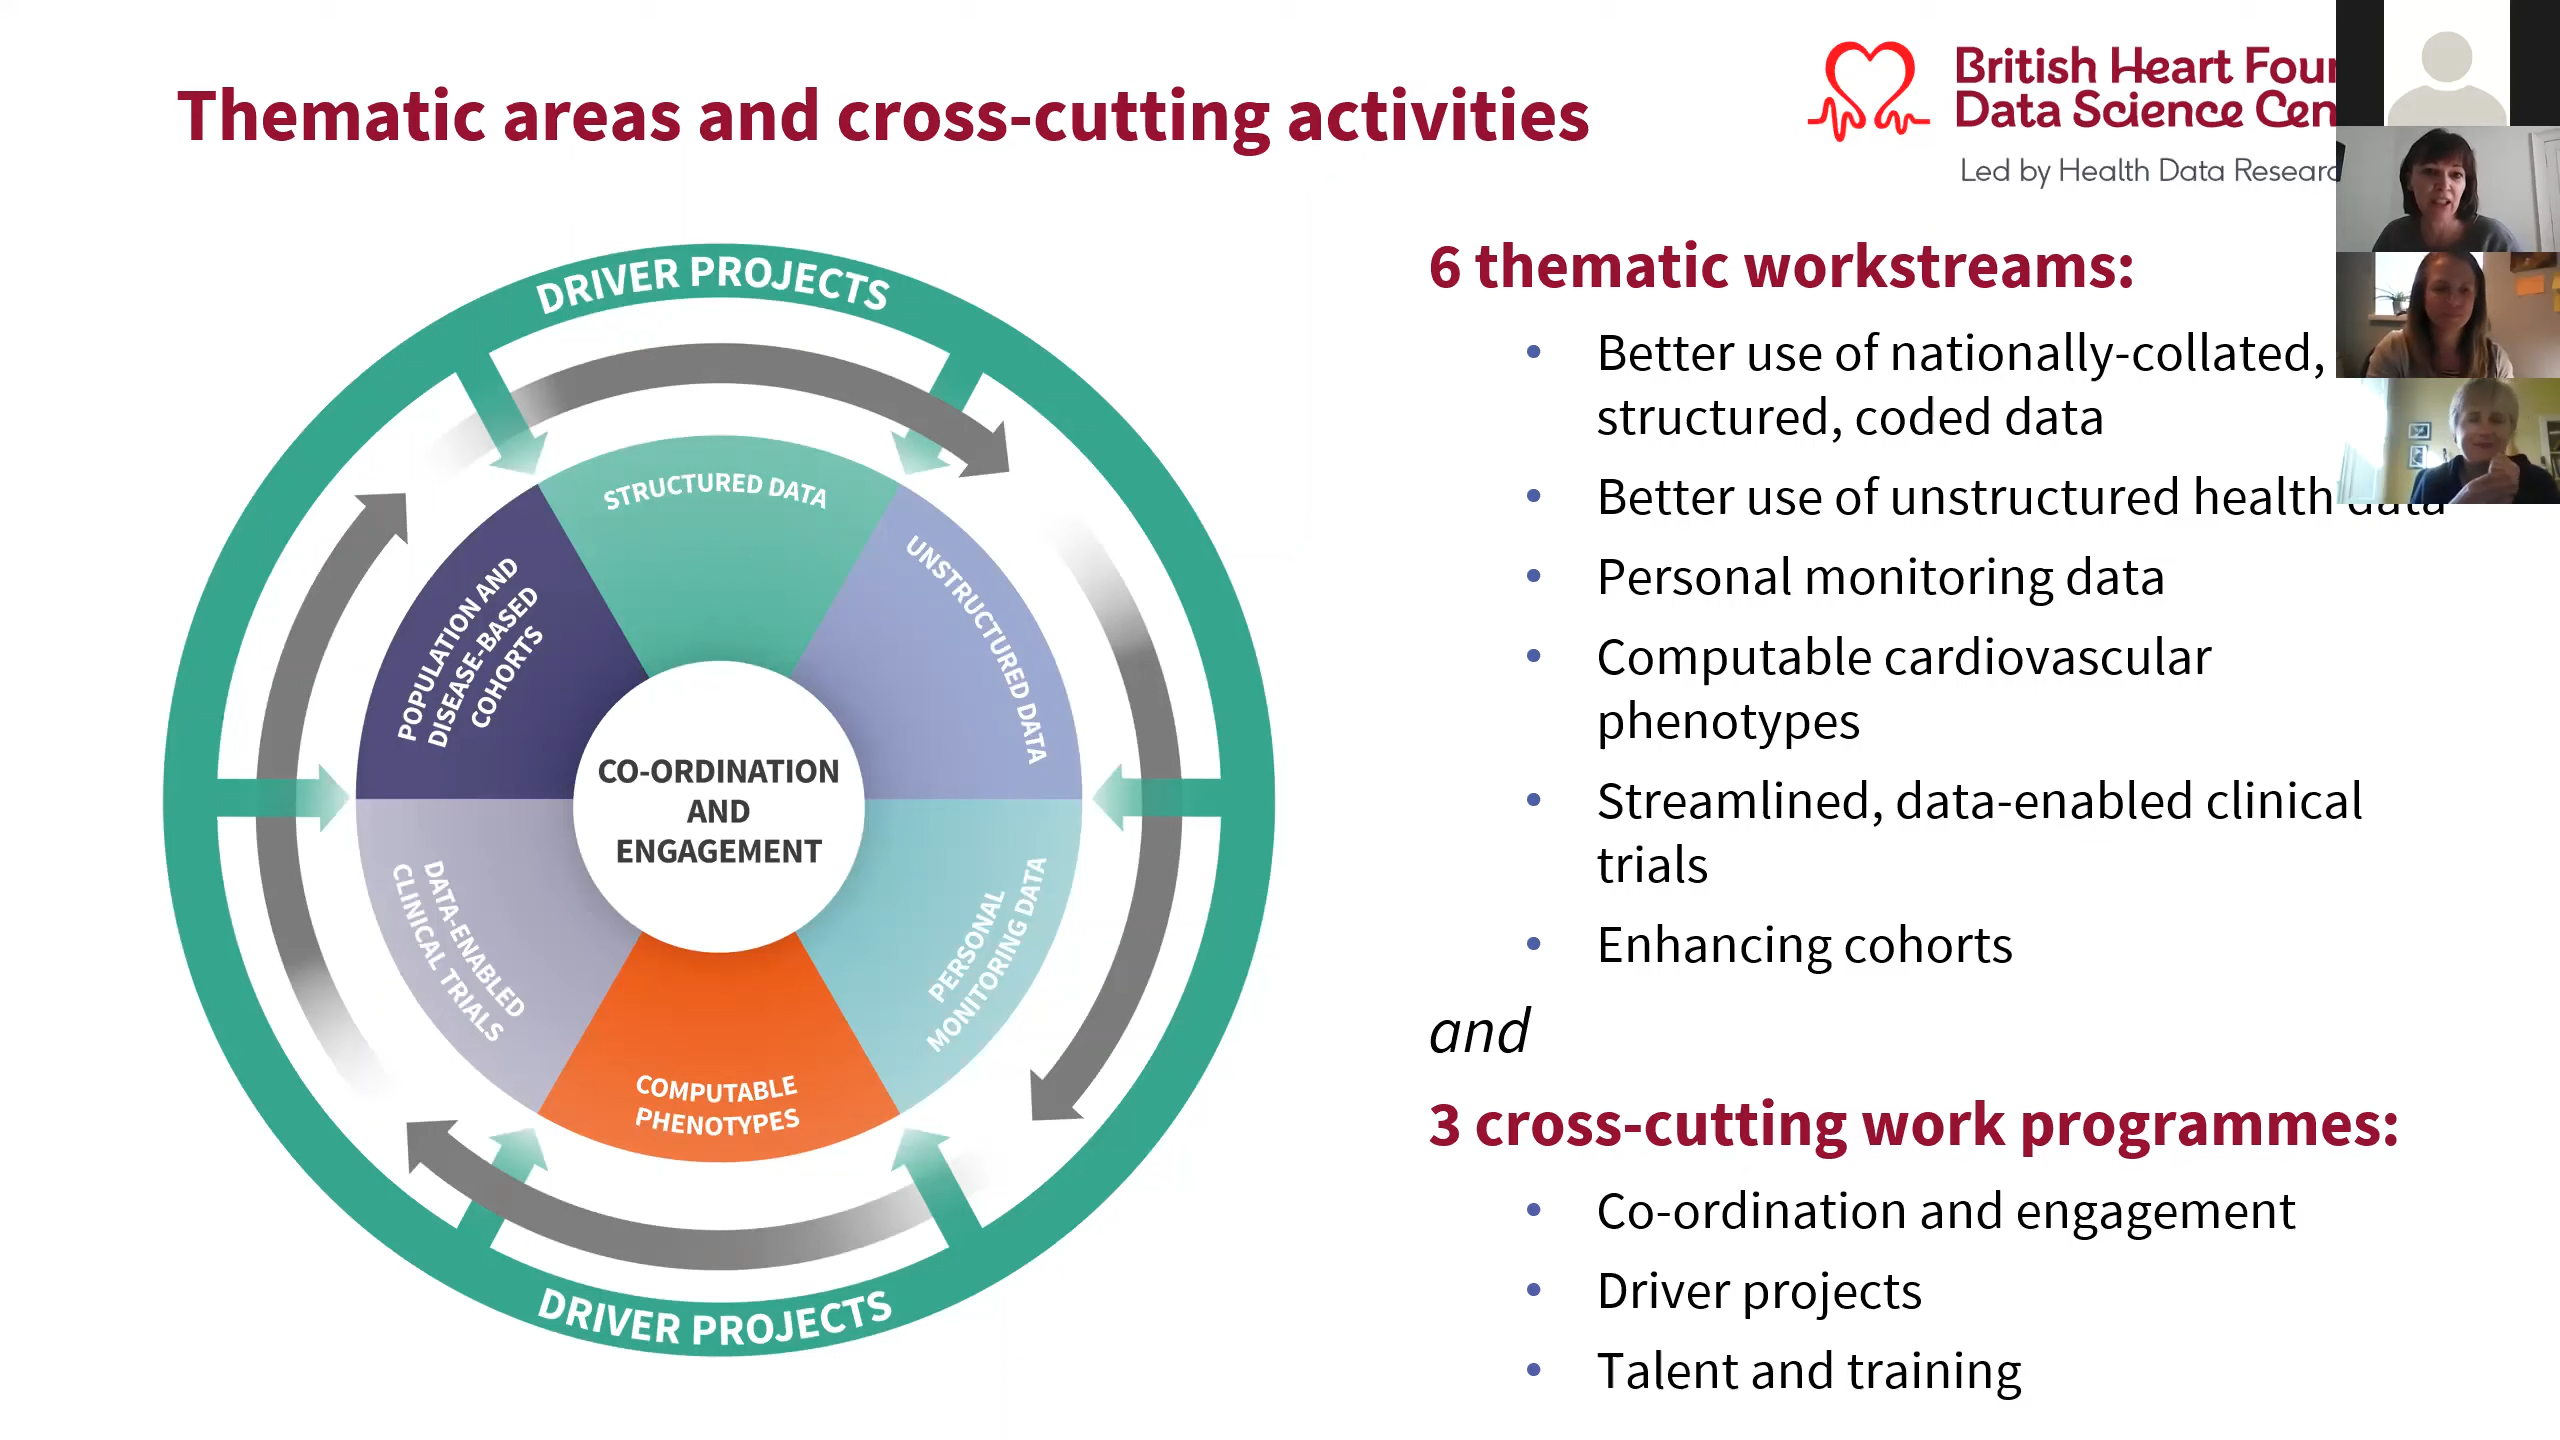 Thematic areas and cross-cutting activities
British Heart
Data Science
Led by Health Data
DRIVER PROJECTS
STRUCTURED DATA
UNSTRUCTURED DATA
POPULATION AND
DISEASE-BASED
COHORTS
CO-ORDINATION
AND
ENGAGEMENT
DATA-ENABLED
CLINICAL TRIALS
PERSONAL
MONITORING DATA
COMPUTABLE
PHENOTYPES
DRIVER PROJECTS
6 thematic workstreams:
• Better use of nationally-collated,
structured, coded data
• Better use of unstructured health data
• Personal monitoring data
• Computable cardiovascular
phenotypes
• Streamlined, data-enabled clinical
trials
• Enhancing cohorts
and
3 cross-cutting work programmes:
• Co-ordination and engagement
• Driver projects
• Talent and training